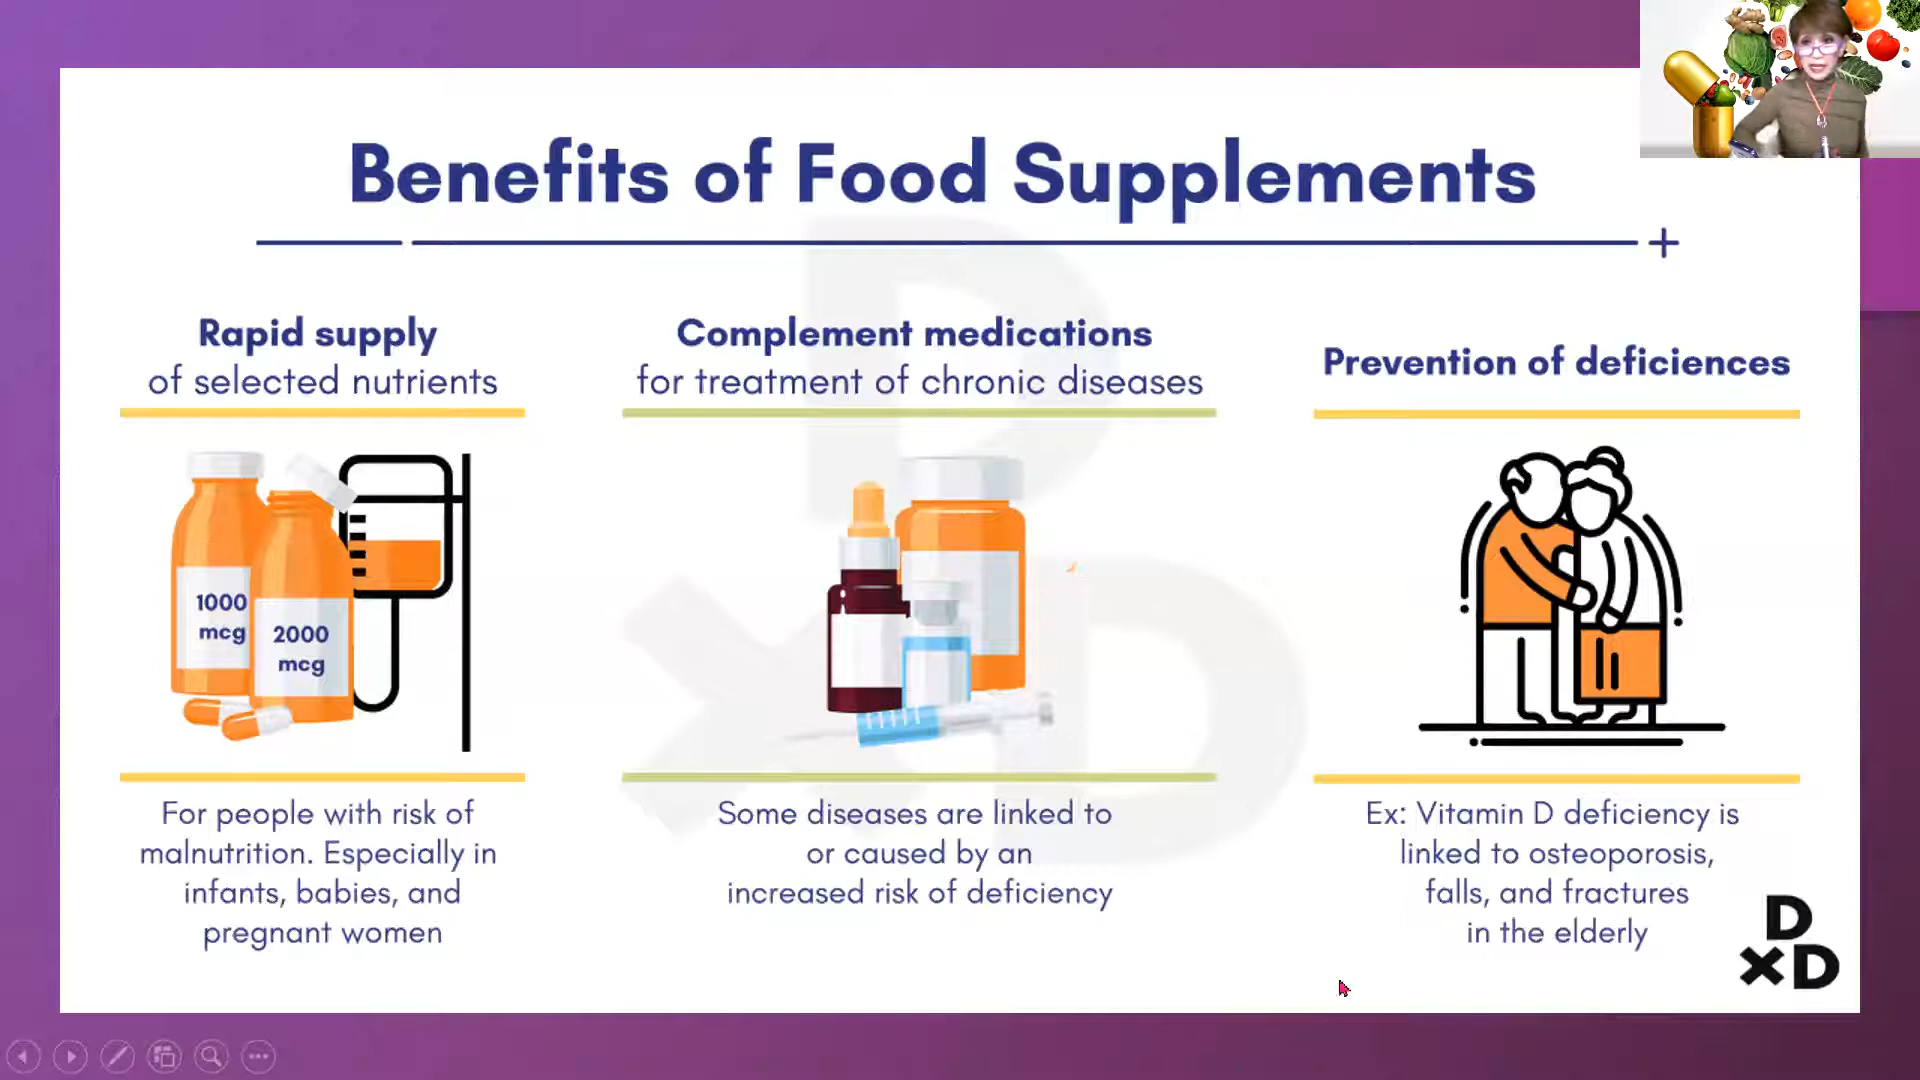 Benefits of Food Supplements
Rapid supply
of selected nutrients
1000
mcg
2000
mcg
For people with risk of
malnutrition. Especially in
infants, babies, and
pregnant women
Complement medications
for treatment of chronic diseases
Some diseases are linked to
or caused by an
increased risk of deficiency
Prevention of deficiences
Ex: Vitamin D deficiency is
linked to osteoporosis,
falls, and fractures
in the elderly
D
xD